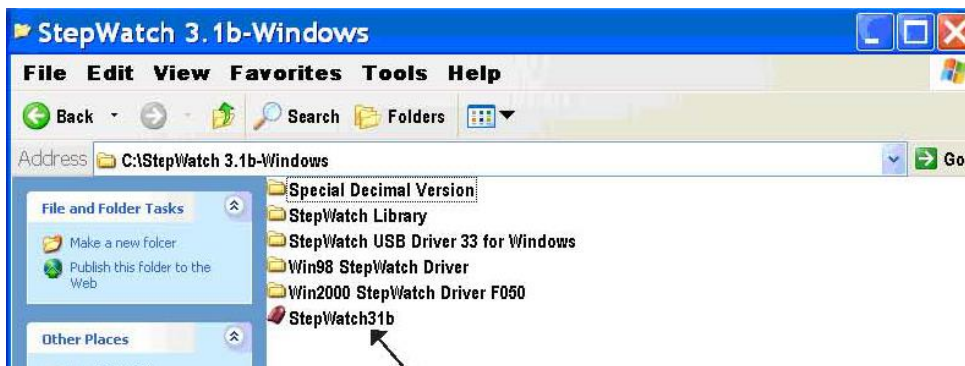 StepWatch 3.1b-Windows
File Edit View Favorites Tools Help
Back Search Folders
Address C:\StepWatch 3.1b-Windows Go
Special Decimal Version
StepWatch Library
StepWatch USB Driver 33 for Windows
Win98 StepWatch Driver
Win2000 StepWatch Driver F050
StepWatch31b
File and Folder Tasks
Make a new folcer
Publish this folder to the
Web
Other Places